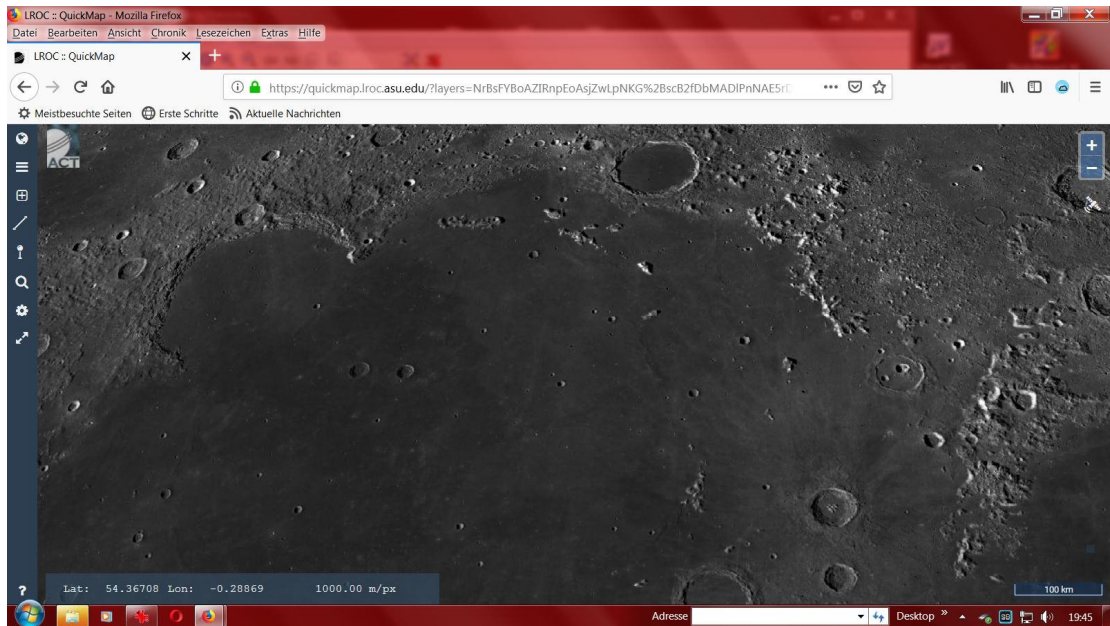 LROC :: QuickMap - Mozilla Firefox
Datei Bearbeiten Ansicht Chronik Lesezeichen Extras Hilfe
LROC :: QuickMap
https://quickmap.lroc.asu.edu/?layers=NrBsFYBoAZIRnpEoAsjZwLpNKG%2BscB2fDbMADlPnNAE5r
Meistbesuchte Seiten Erste Schritte Aktuelle Nachrichten
ACT
Lat: 54.36708 Lon: -0.28869 1000.00 m/px
100 km
Adresse Desktop » 19:45